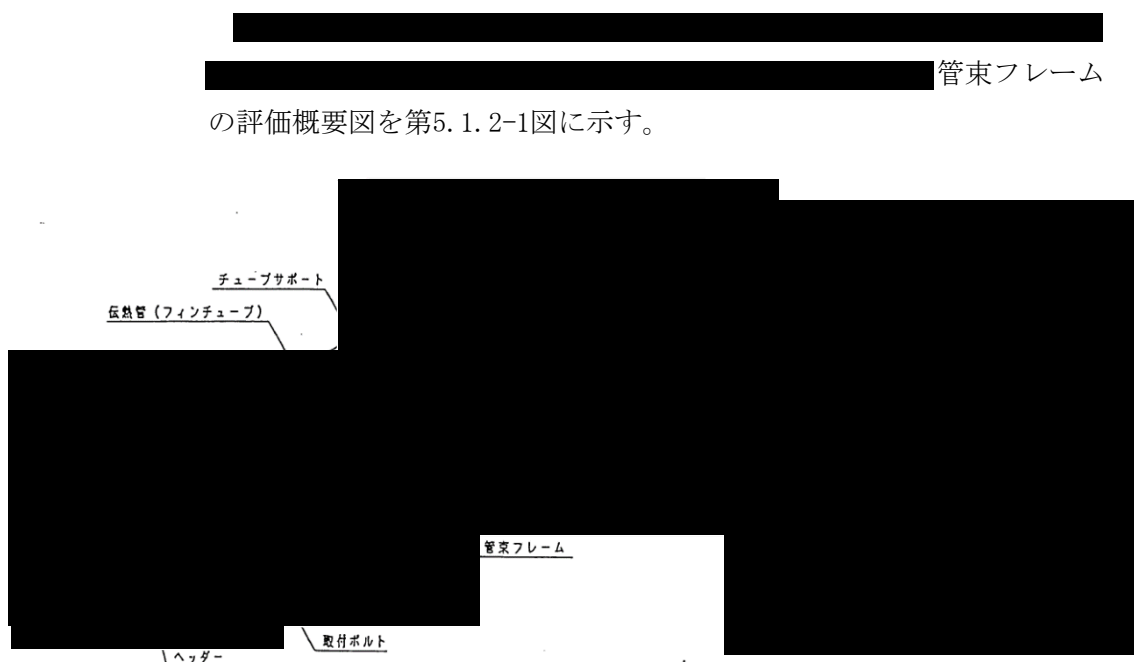 管束フレーム
の評価概要図を第5.1.2-1図に示す。
チューブサポート
伝熱管(フィンチューブ)
管束フレーム
取付ボルト
ヘッダー